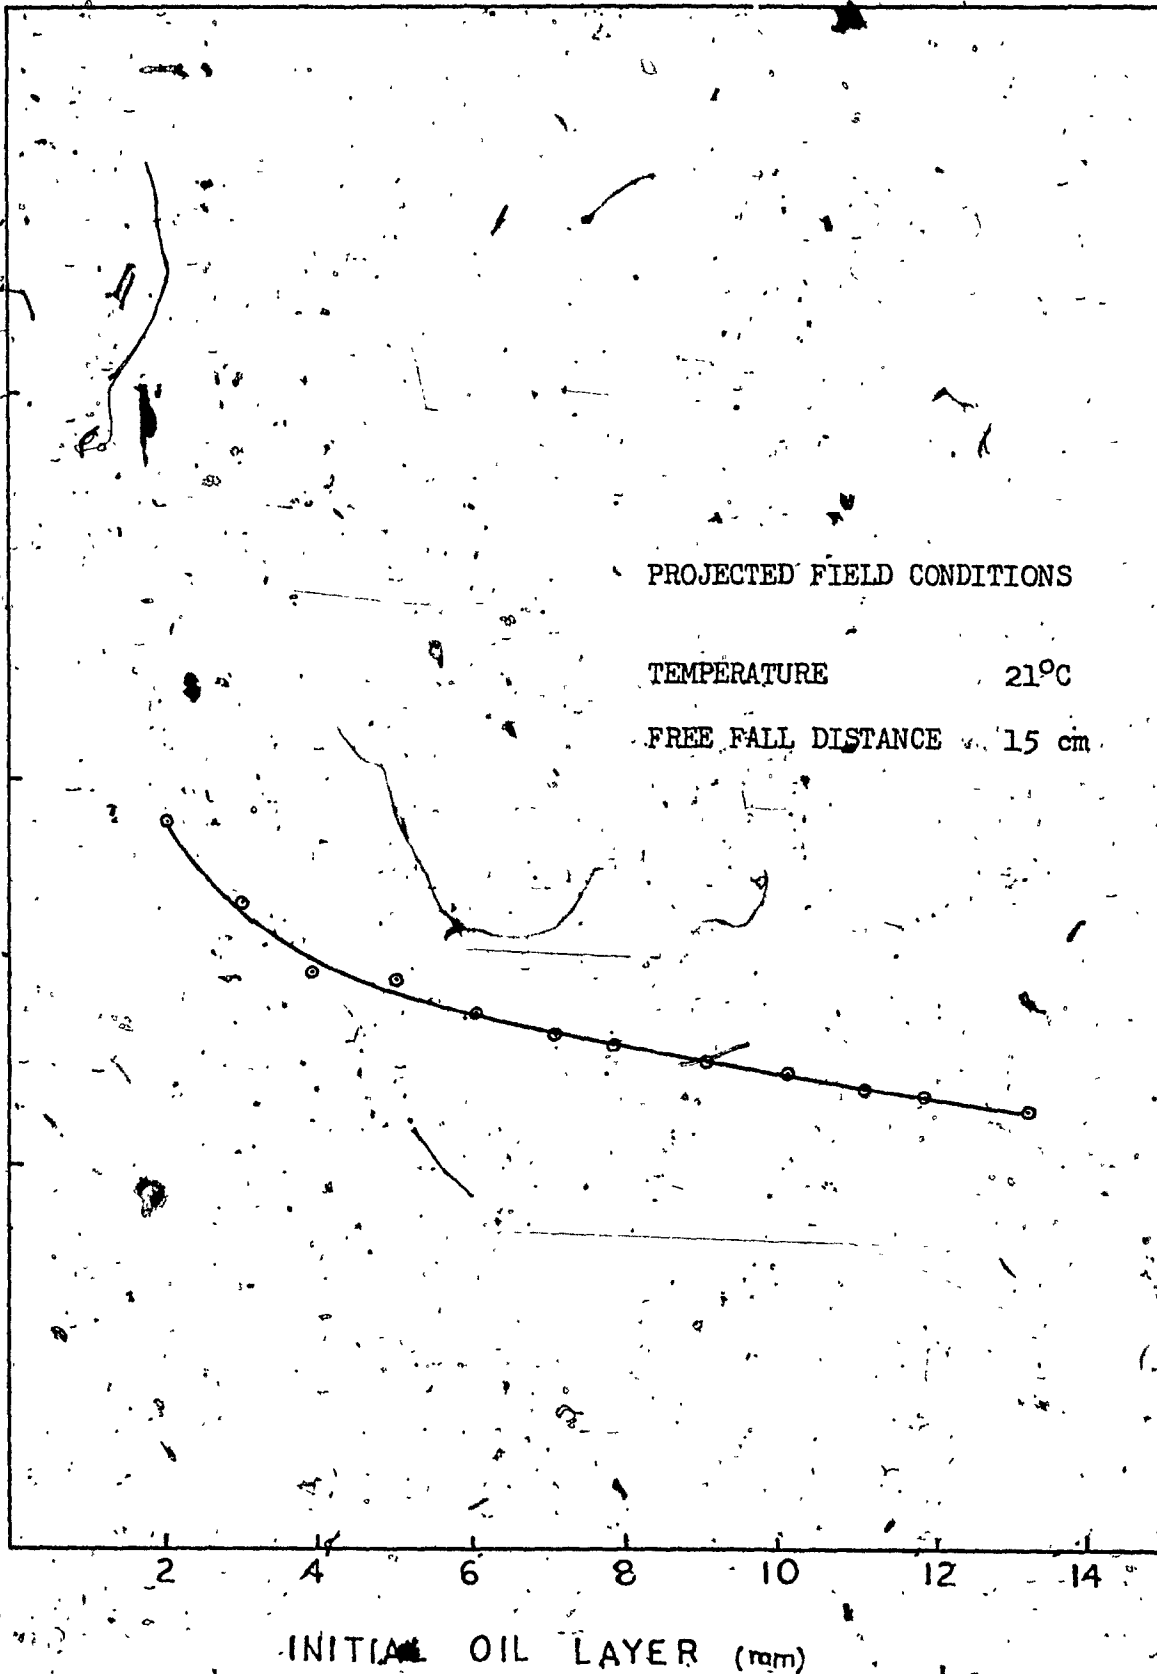 PROJECTED FIELD CONDITIONS
TEMPERATURE 21°C
FREE FALL DISTANCE 15 cm
2 4 6 8 10 12 14
INITIAL OIL LAYER (mm)